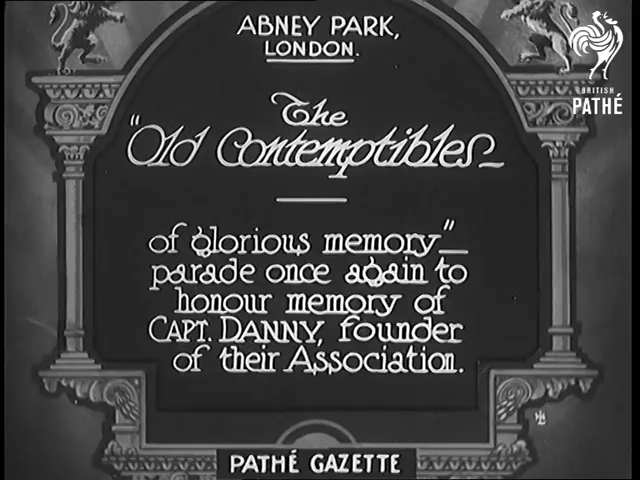 ABNEY PARK,
LONDON.
The
"Old Contemptibles—
of glorious memory"—
parade once again to
honour memory of
CAPT. DANNY, founder
of their Association.
PATHÉ GAZETTE
BRITISH
PATHÉ